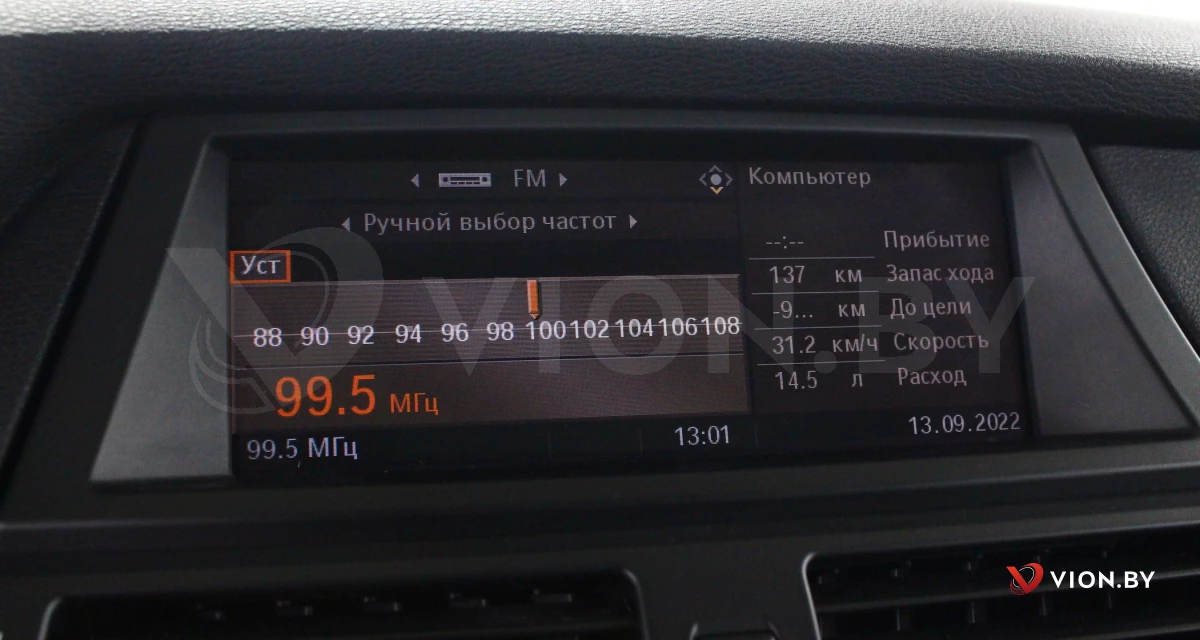 FM
Компьютер
Ручной выбор частот
Уст
88 90 92 94 96 98 100 102 104 106 108
99.5 МГц
99.5 МГц
13:01
--:-- Прибытие
137 км Запас хода
-9... км До цели
31.2 км/ч Скорость
14.5 л Расход
13.09.2022
VION.BY
VION.BY